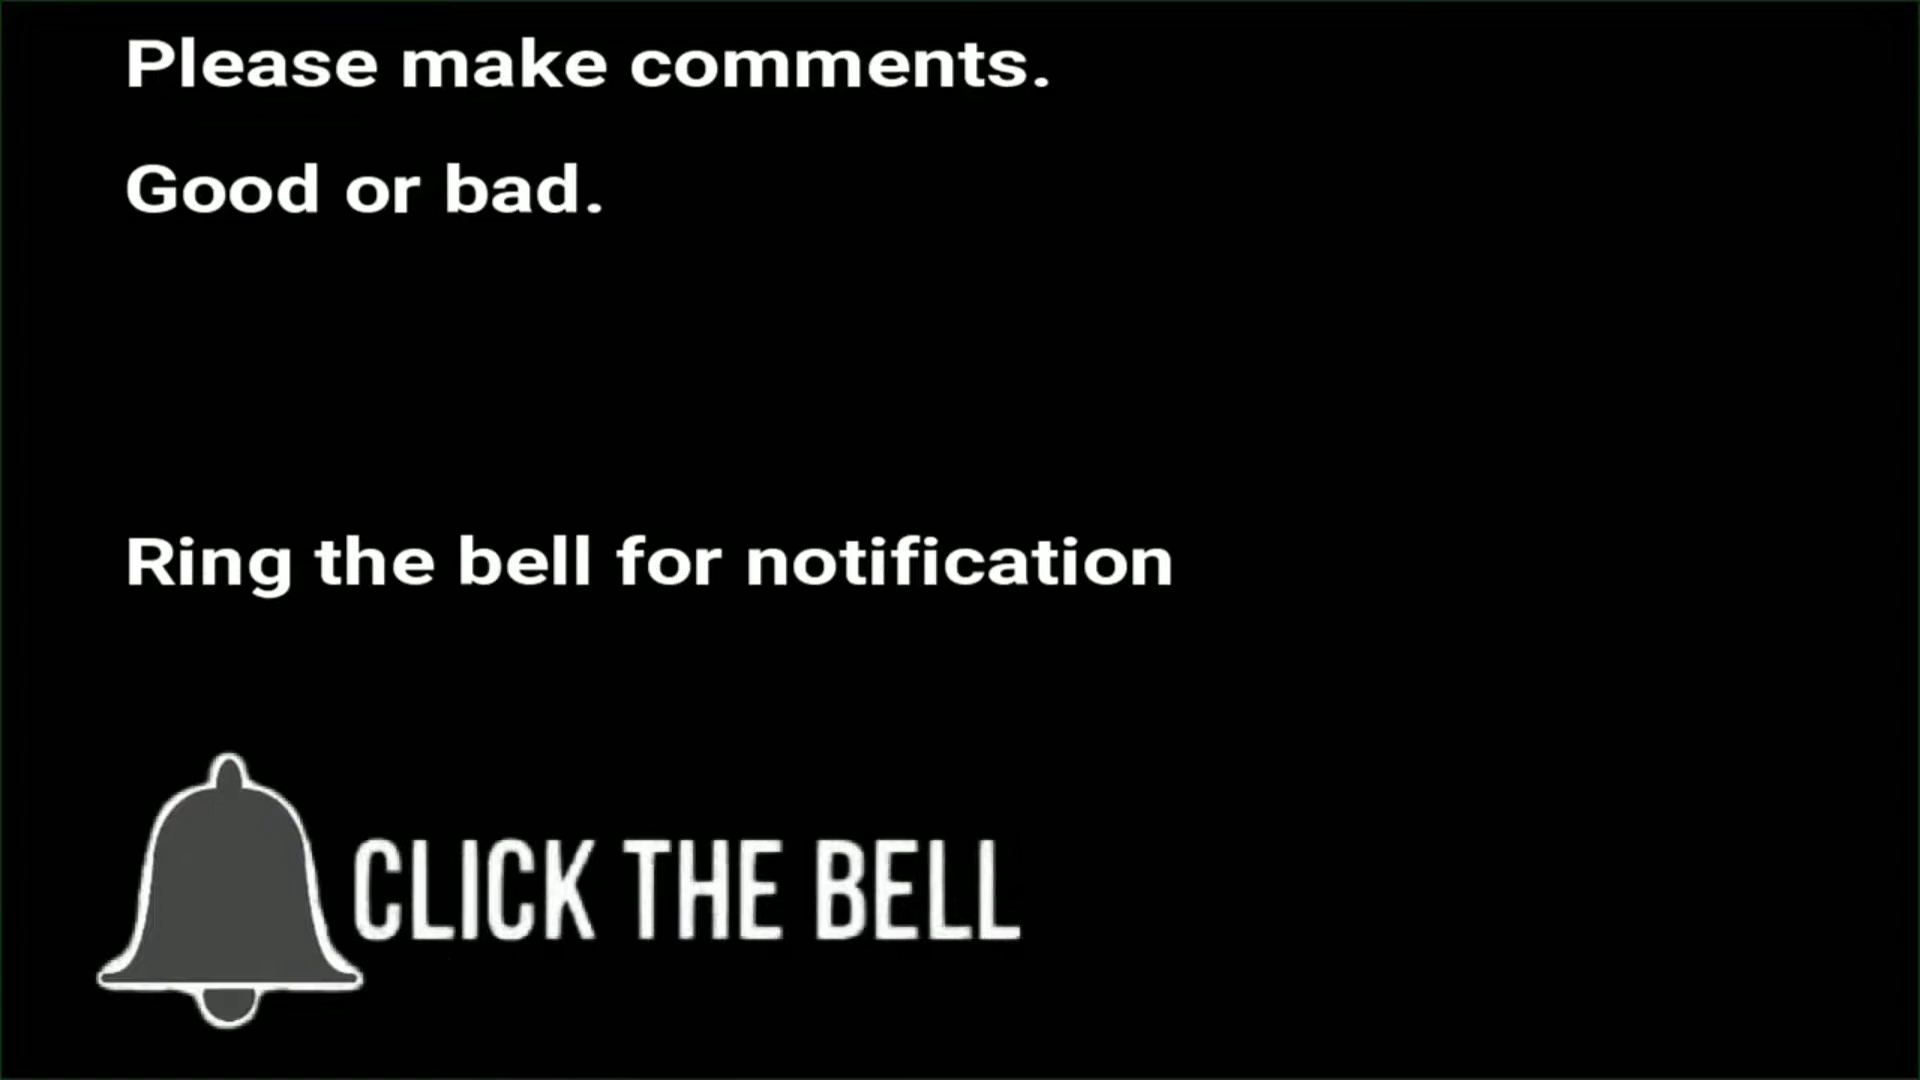 Please make comments.
Good or bad.
Ring the bell for notification
CLICK THE BELL